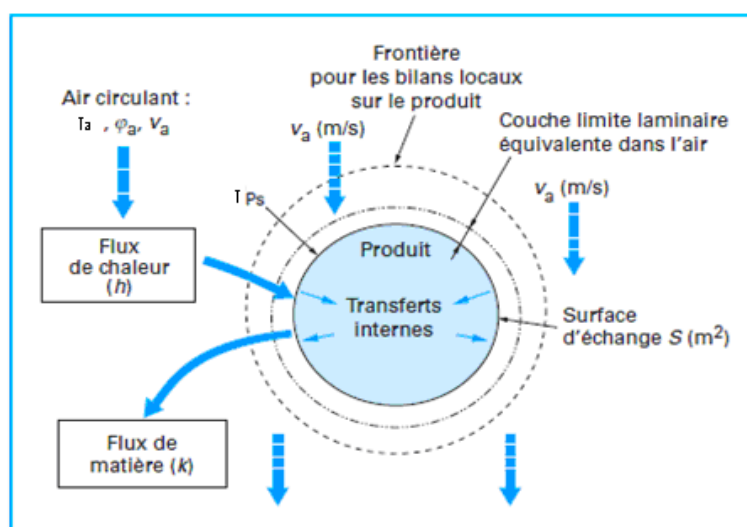 Frontière
pour les bilans locaux
sur le produit
Air circulant :
Ta , φa, va
va (m/s)
Couche limite laminaire
équivalente dans l'air
va (m/s)
T Ps
Produit
Flux
de chaleur
(h)
Transferts
internes
Surface
d'échange S (m²)
Flux de
matière (k)